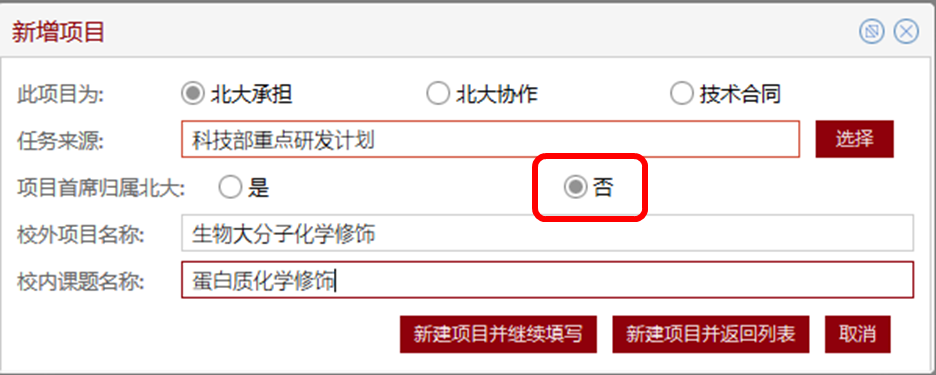 新增项目
此项目为: 北大承担 北大协作 技术合同
任务来源: 科技部重点研发计划 选择
项目首席归属北大: 是 否
校外项目名称: 生物大分子化学修饰
校内课题名称: 蛋白质化学修饰
新建项目并继续填写 新建项目并返回列表 取消